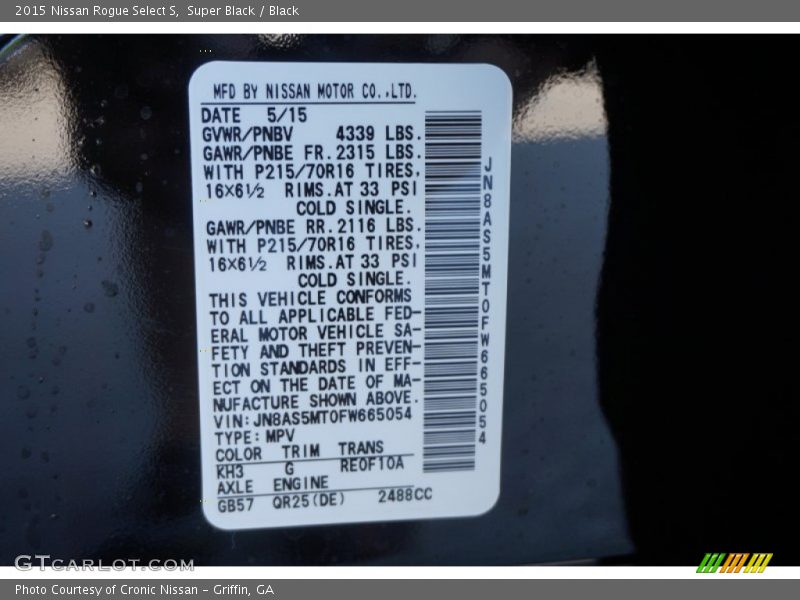 2015 Nissan Rogue Select S, Super Black / Black
MFD BY NISSAN MOTOR CO.,LTD.
DATE 5/15
GVWR/PNBV 4339 LBS.
GAWR/PNBE FR.2315 LBS.
WITH P215/70R16 TIRES,
16×6½ RIMS.AT 33 PSI
COLD SINGLE.
GAWR/PNBE RR.2116 LBS.
WITH P215/70R16 TIRES,
16×6½ RIMS.AT 33 PSI
COLD SINGLE.
THIS VEHICLE CONFORMS
TO ALL APPLICABLE FED-
ERAL MOTOR VEHICLE SA-
FETY AND THEFT PREVEN-
TION STANDARDS IN EFF-
ECT ON THE DATE OF MA-
NUFACTURE SHOWN ABOVE.
VIN:JN8AS5MT0FW665054
TYPE:MPV
COLOR TRIM TRANS
KH3 G RE0F10A
AXLE ENGINE
GB57 QR25(DE) 2488CC
JN8AS5MT0FW665054
GTCarLot.com
Photo Courtesy of Cronic Nissan - Griffin, GA